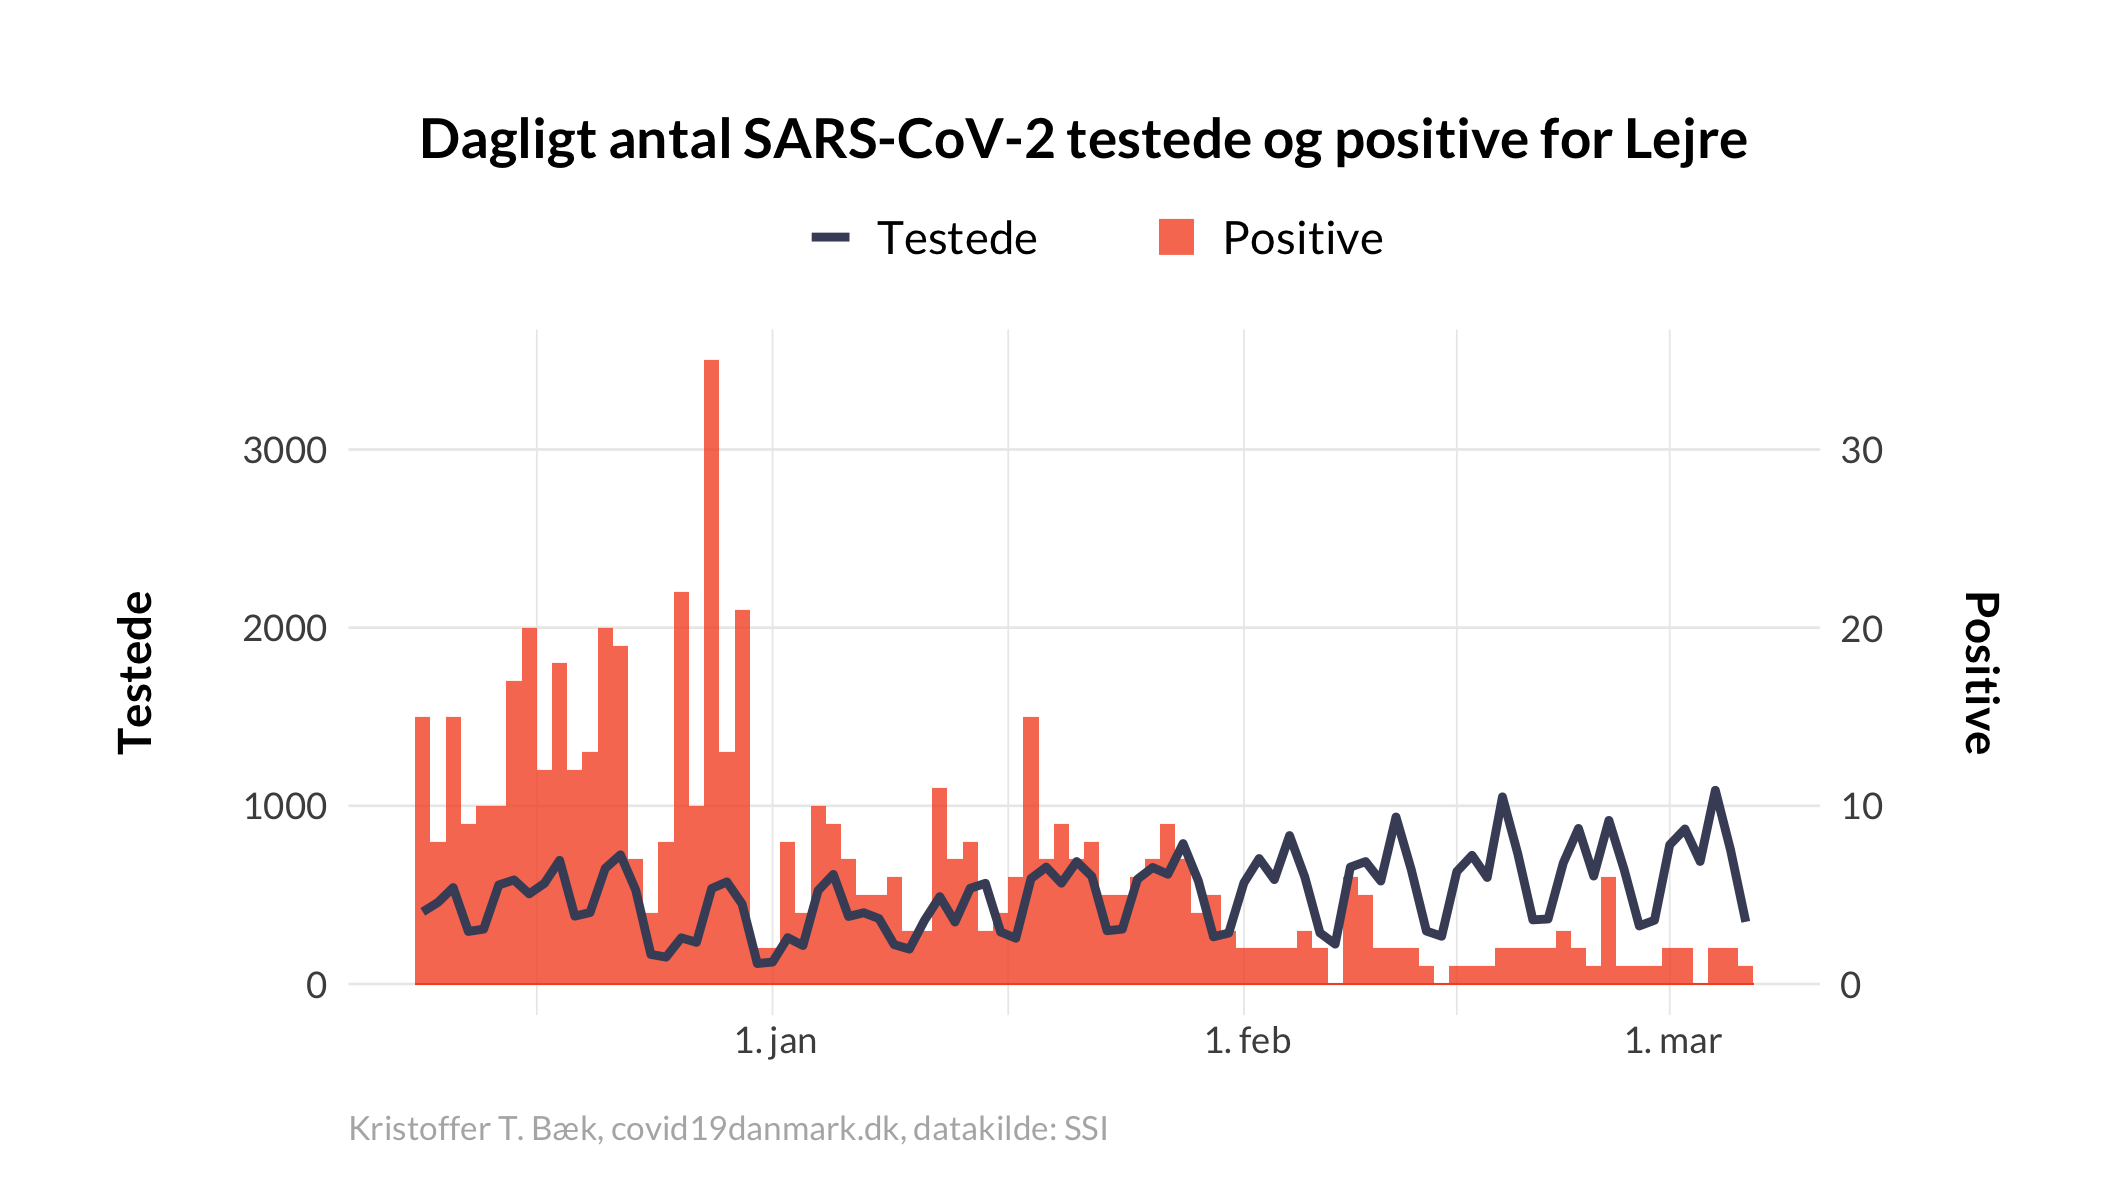 Dagligt antal SARS-CoV-2 testede og positive for Lejre
Testede
Positive
3000
2000
1000
0
Testede
30
20
10
0
Positive
1. jan
1. feb
1. mar
Kristoffer T. Bæk, covid19danmark.dk, datakilde: SSI